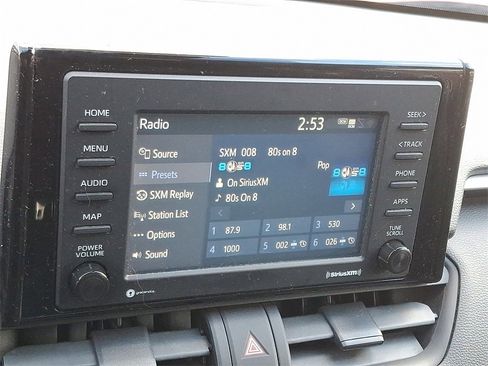 HOME
MENU
AUDIO
MAP
POWER
VOLUME
Radio
2:53
Source
Presets
SXM Replay
Station List
Options
Sound
SXM 008 80s on 8
Pop
On SiriusXM
80s On 8
1 87.9
2 98.1
3 530
4 1000
5 002
6 026
SEEK >
< TRACK
PHONE
APPS
TUNE
SCROLL
gracenote.
((SiriusXM))